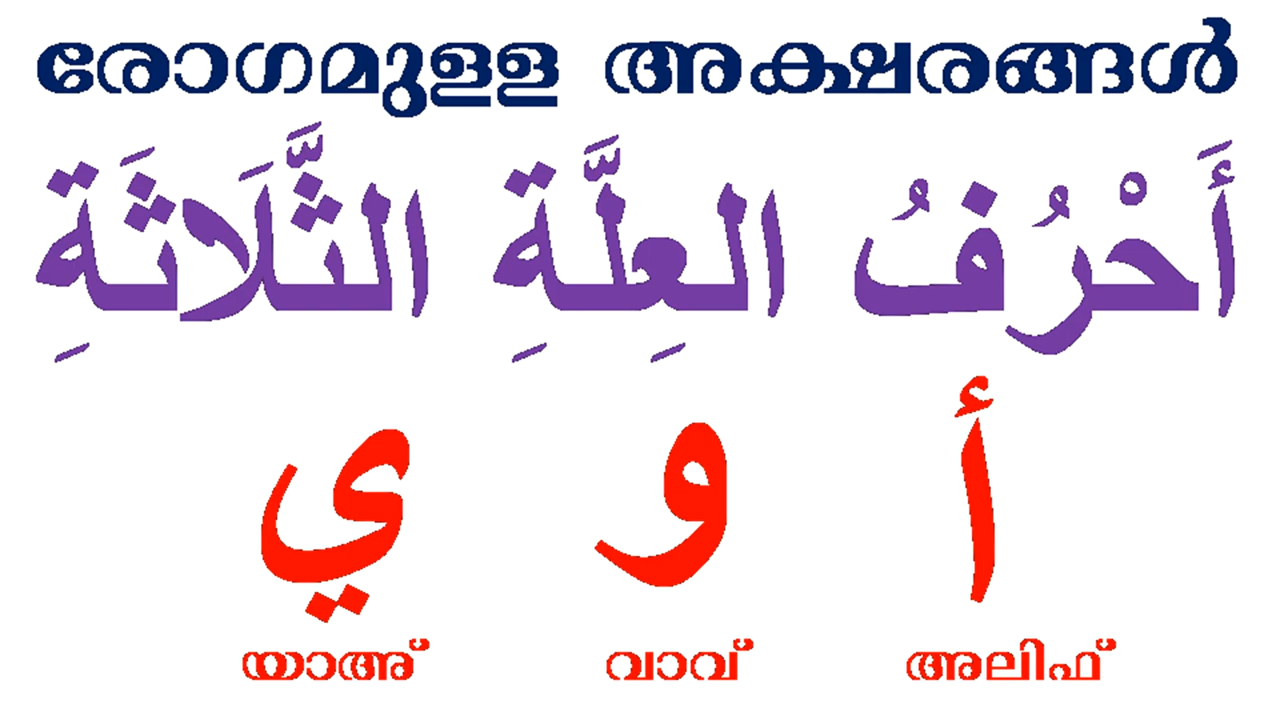 രോഗമുള്ള അക്ഷരങ്ങൾ
أَحْرُفُ العِلَّةِ الثَّلَاثَةِ
أ و ي
അലിഫ് വാവ് യാഅ്